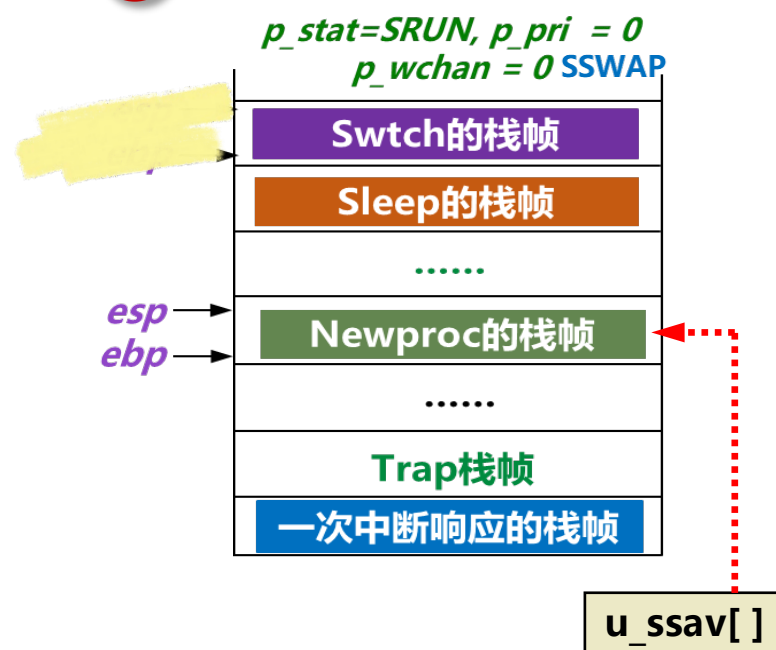 p_stat=SRUN, p_pri = 0
p_wchan = 0 SSWAP
Swtch的栈帧
Sleep的栈帧
......
esp
Newproc的栈帧
ebp
......
Trap栈帧
一次中断响应的栈帧
u_ssav[ ]